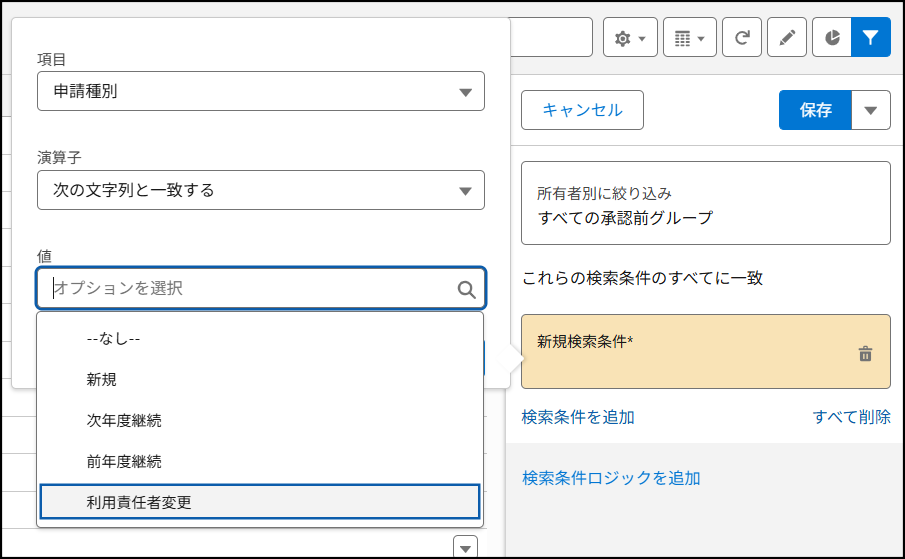 項目
申請種別
演算子
次の文字列と一致する
値
オプションを選択
--なし--
新規
次年度継続
前年度継続
利用責任者変更
キャンセル
保存
所有者別に絞り込み
すべての承認前グループ
これらの検索条件のすべてに一致
新規検索条件*
検索条件を追加
すべて削除
検索条件ロジックを追加